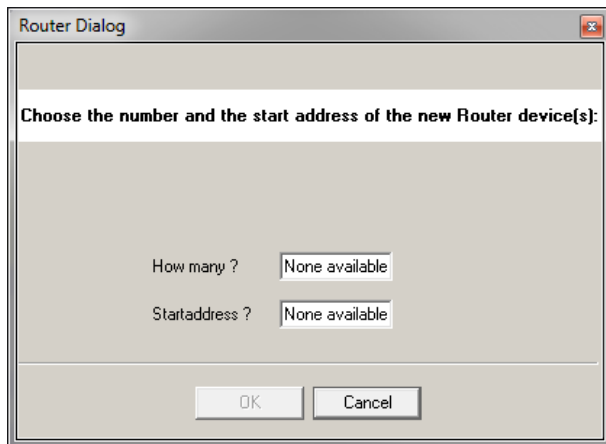 Router Dialog
Choose the number and the start address of the new Router device(s):
How many ? None available
Startaddress ? None available
OK Cancel